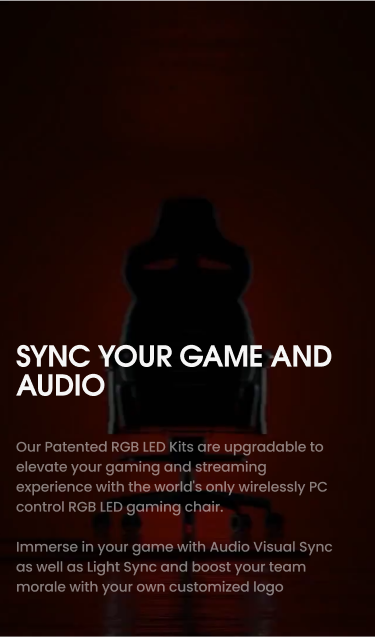 SYNC YOUR GAME AND
AUDIO
Our Patented RGB LED Kits are upgradable to
elevate your gaming and streaming
experience with the world's only wirelessly PC
control RGB LED gaming chair.
Immerse in your game with Audio Visual Sync
as well as Light Sync and boost your team
morale with your own customized logo